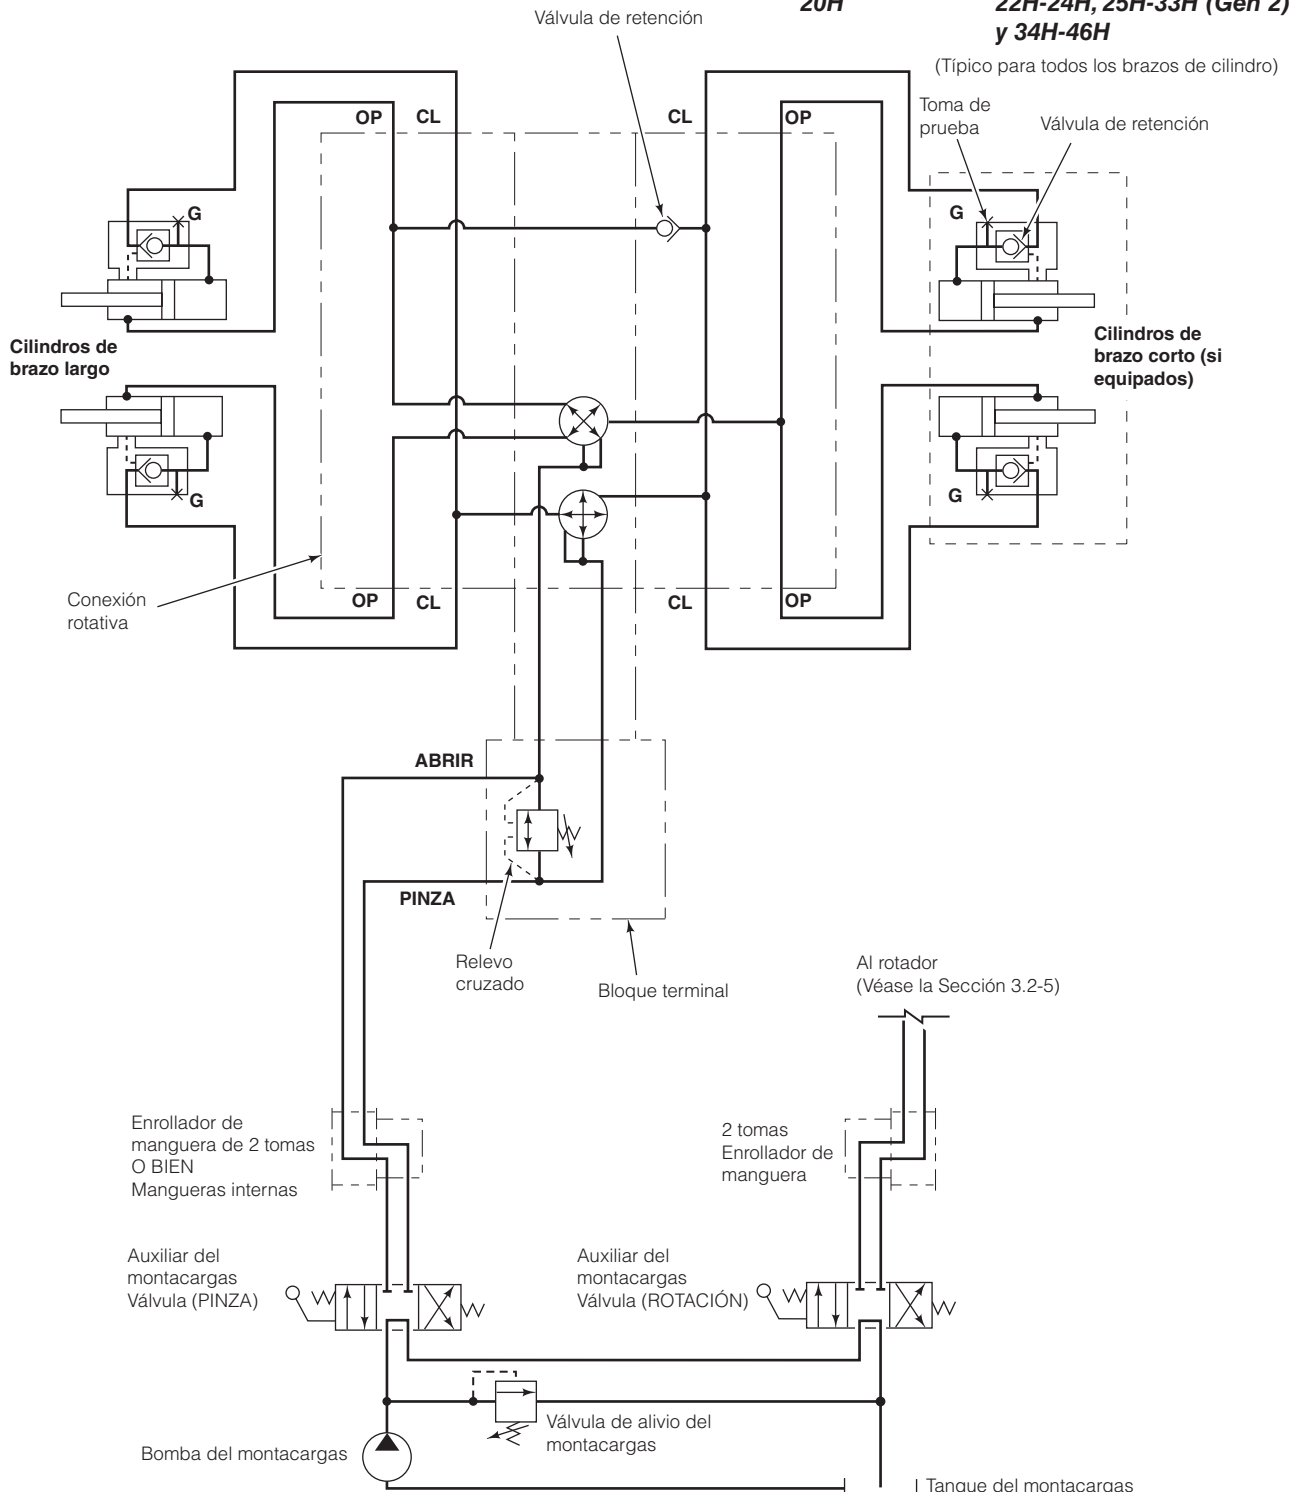 20H
22H-24H, 25H-33H (Gen 2)
y 34H-46H
(Típico para todos los brazos de cilindro)
Válvula de retención
Toma de
prueba
Válvula de retención
OP
CL
CL
OP
G
G
Cilindros de
brazo largo
Cilindros de
brazo corto (si
equipados)
G
G
Conexión
rotativa
OP
CL
CL
OP
ABRIR
PINZA
Relevo
cruzado
Bloque terminal
Al rotador
(Véase la Sección 3.2-5)
Enrollador de
manguera de 2 tomas
O BIEN
Mangueras internas
2 tomas
Enrollador de
manguera
Auxiliar del
montacargas
Válvula (PINZA)
Auxiliar del
montacargas
Válvula (ROTACIÓN)
Válvula de alivio del
montacargas
Bomba del montacargas
Tanque del montacargas